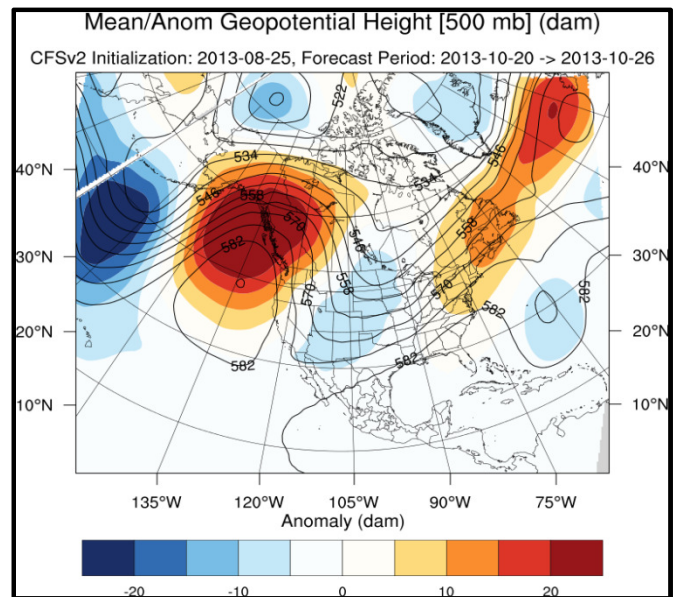 Mean/Anom Geopotential Height [500 mb] (dam)
CFSv2 Initialization: 2013-08-25, Forecast Period: 2013-10-20 -> 2013-10-26
522
534
546
534
546
558
558
40°N
40°N
570
546
582
30°N
30°N
558
570
570
582
582
20°N
20°N
582
582
10°N
10°N
135°W 120°W 105°W 90°W 75°W
Anomaly (dam)
-20 -10 0 10 20